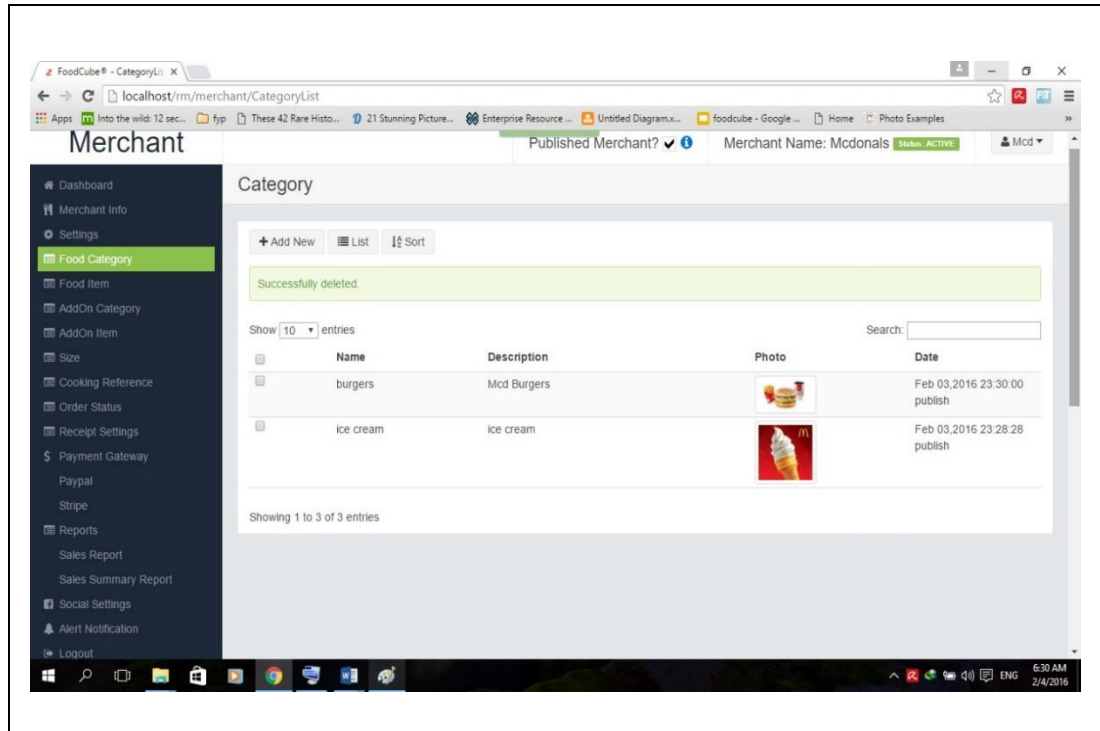 FoodCube® - CategoryLis
localhost/rm/merchant/CategoryList
Apps Into the wild: 12 sec... fyp These 42 Rare Histo... 21 Stunning Picture... Enterprise Resource ... Untitled Diagram.x... foodcube - Google ... Home Photo Examples
Merchant
Published Merchant? Merchant Name: Mcdonals Status: ACTIVE Mcd
Dashboard
Merchant Info
Settings
Food Category
Food Item
AddOn Category
AddOn Item
Size
Cooking Reference
Order Status
Receipt Settings
$ Payment Gateway
Paypal
Stripe
Reports
Sales Report
Sales Summary Report
Social Settings
Alert Notification
Logout
Category
+ Add New List Sort
Successfully deleted.
Show 10 entries Search:
Name Description Photo Date
burgers Mcd Burgers Feb 03,2016 23:30:00
publish
ice cream ice cream Feb 03,2016 23:28:28
publish
Showing 1 to 3 of 3 entries
ENG
6:30 AM
2/4/2016